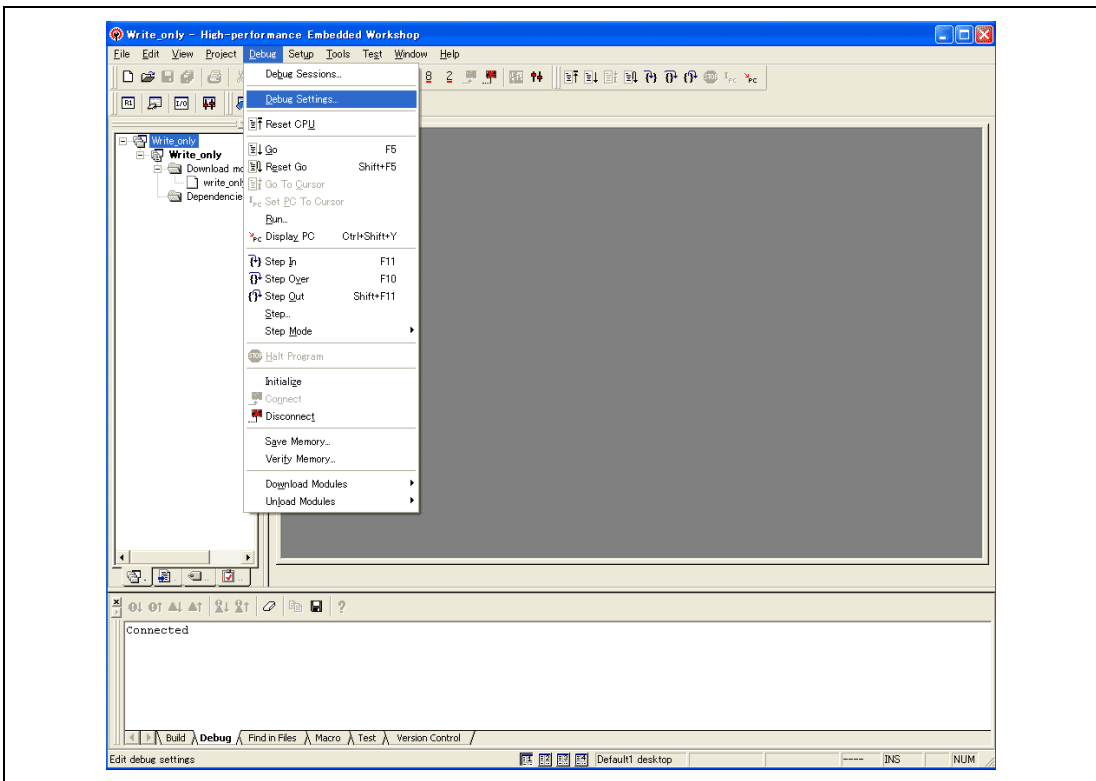 Write_only - High-performance Embedded Workshop
File Edit View Project Debug Setup Tools Test Window Help
Debug Sessions...
Debug Settings...
Reset CPU
Go F5
Reset Go Shift+F5
Go To Cursor
Set PC To Cursor
Run...
Display PC Ctrl+Shift+Y
Step In F11
Step Over F10
Step Out Shift+F11
Step...
Step Mode
Halt Program
Initialize
Connect
Disconnect
Save Memory...
Verify Memory...
Download Modules
Unload Modules
Write_only
Write_only
Download mo
write_onl
Dependencie
Connected
Build Debug Find in Files Macro Test Version Control
Edit debug settings Default1 desktop ---- INS NUM